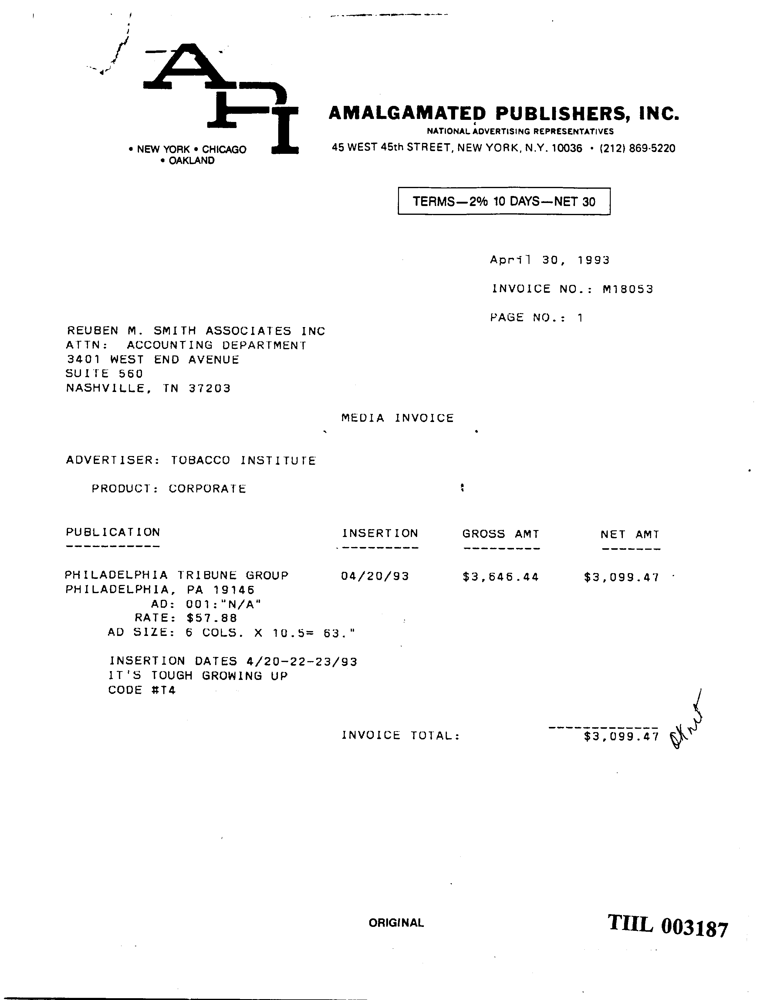 API
AMALGAMATED PUBLISHERS, INC.
NATIONAL ADVERTISING REPRESENTATIVES
45 WEST 45th STREET, NEW YORK, N.Y. 10036 • (212) 869-5220
• NEW YORK • CHICAGO
• OAKLAND
TERMS—2% 10 DAYS—NET 30
April 30, 1993
INVOICE NO.: M18053
PAGE NO.: 1
REUBEN M. SMITH ASSOCIATES INC
ATTN: ACCOUNTING DEPARTMENT
3401 WEST END AVENUE
SUITE 560
NASHVILLE, TN 37203
MEDIA INVOICE
ADVERTISER: TOBACCO INSTITUTE
PRODUCT: CORPORATE
PUBLICATION INSERTION GROSS AMT NET AMT
PHILADELPHIA TRIBUNE GROUP 04/20/93 $3,646.44 $3,099.47
PHILADELPHIA, PA 19146
AD: 001:"N/A"
RATE: $57.88
AD SIZE: 6 COLS. X 10.5= 63."
INSERTION DATES 4/20-22-23/93
IT'S TOUGH GROWING UP
CODE #T4
INVOICE TOTAL: $3,099.47
ORIGINAL
TIIL 003187